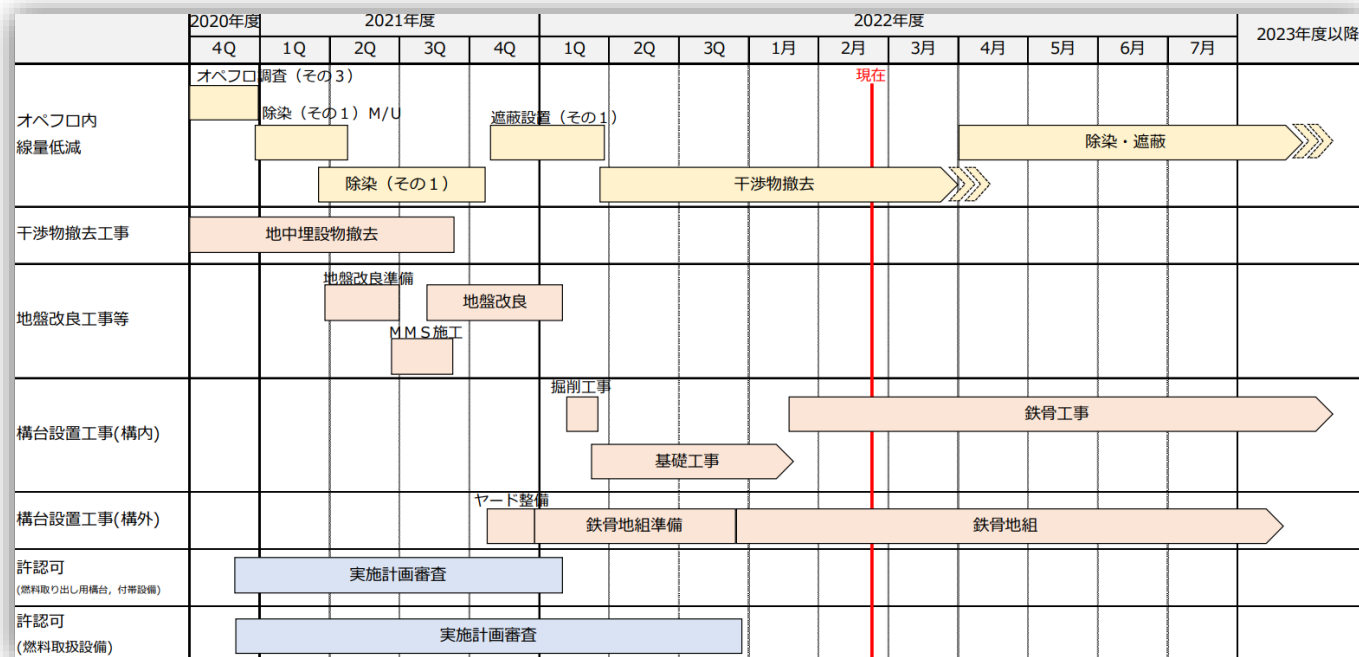 2020年度 2021年度 2022年度 2023年度以降
4Q 1Q 2Q 3Q 4Q 1Q 2Q 3Q 1月 2月 3月 4月 5月 6月 7月
現在
オペフロ内
線量低減
オペフロ調査（その３）
除染（その１）M/U
遮蔽設置（その１）
除染・遮蔽
除染（その１）
干渉物撤去
干渉物撤去工事
地中埋設物撤去
地盤改良工事等
地盤改良準備
地盤改良
ＭＭＳ施工
構台設置工事(構内)
掘削工事
鉄骨工事
基礎工事
構台設置工事(構外)
ヤード整備
鉄骨地組準備
鉄骨地組
許認可
(燃料取り出し用構台，付帯設備)
実施計画審査
許認可
(燃料取扱設備)
実施計画審査